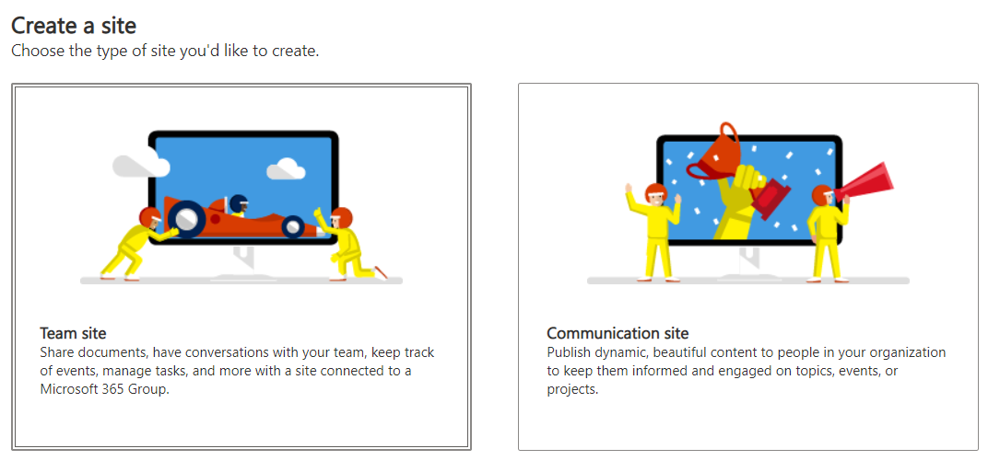 Create a site
Choose the type of site you'd like to create.
Team site
Share documents, have conversations with your team, keep track
of events, manage tasks, and more with a site connected to a
Microsoft 365 Group.
Communication site
Publish dynamic, beautiful content to people in your organization
to keep them informed and engaged on topics, events, or
projects.